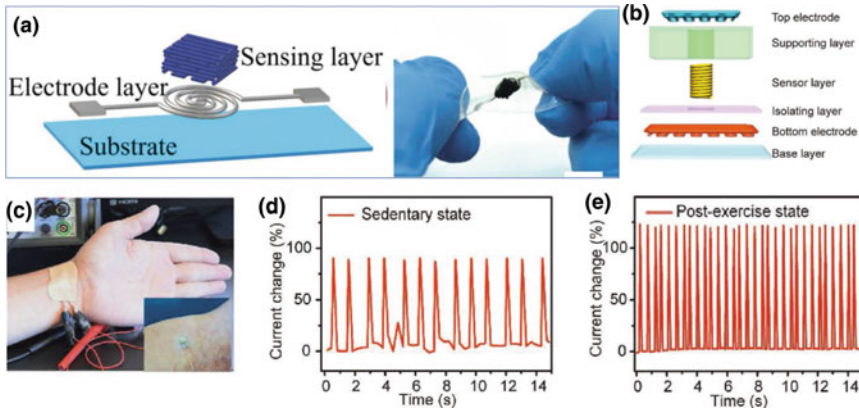 (a)
Sensing layer
Electrode layer
Substrate
(b)
Top electrode
Supporting layer
Sensor layer
Isolating layer
Bottom electrode
Base layer
(c)
(d)
Sedentary state
Current change (%)
100
50
0
0 2 4 6 8 10 12 14
Time (s)
(e)
Post-exercise state
Current change (%)
100
50
0
0 2 4 6 8 10 12 14
Time (s)